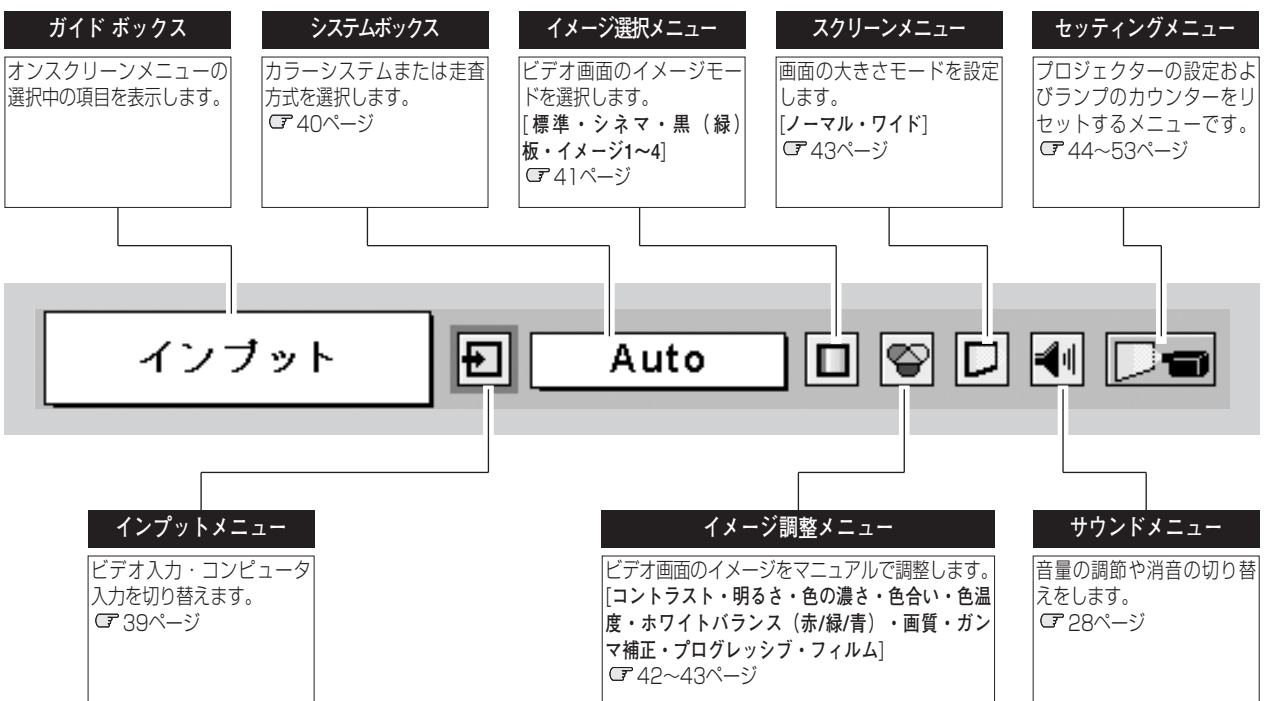 ガイド ボックス
オンスクリーンメニューの
選択中の項目を表示します。
システムボックス
カラーシステムまたは走査
方式を選択します。
40ページ
イメージ選択メニュー
ビデオ画面のイメージモー
ドを選択します。
[標準・シネマ・黒（緑）
板・イメージ1〜4]
41ページ
スクリーンメニュー
画面の大きさモードを設定
します。
[ノーマル・ワイド]
43ページ
セッティングメニュー
プロジェクターの設定およ
びランプのカウンターをリ
セットするメニューです。
44〜53ページ
インプット
Auto
インプットメニュー
ビデオ入力・コンピュータ
入力を切り替えます。
39ページ
イメージ調整メニュー
ビデオ画面のイメージをマニュアルで調整します。
[コントラスト・明るさ・色の濃さ・色合い・色温
度・ホワイトバランス（赤/緑/青）・画質・ガン
マ補正・プログレッシブ・フィルム]
42〜43ページ
サウンドメニュー
音量の調節や消音の切り替
えをします。
28ページ